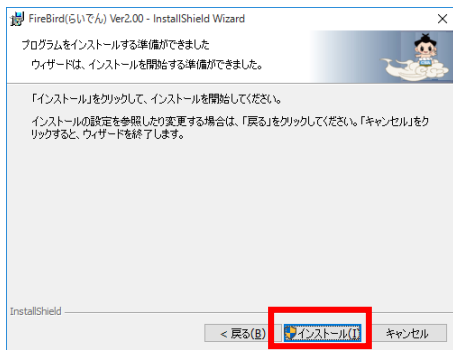 FireBird(らいでん) Ver2.00 - InstallShield Wizard
プログラムをインストールする準備ができました
ウィザードは、インストールを開始する準備ができました。
「インストール」をクリックして、インストールを開始してください。
インストールの設定を参照したり変更する場合は、「戻る」をクリックしてください。「キャンセル」をク
リックすると、ウィザードを終了します。
InstallShield
< 戻る(B)
インストール(I)
キャンセル